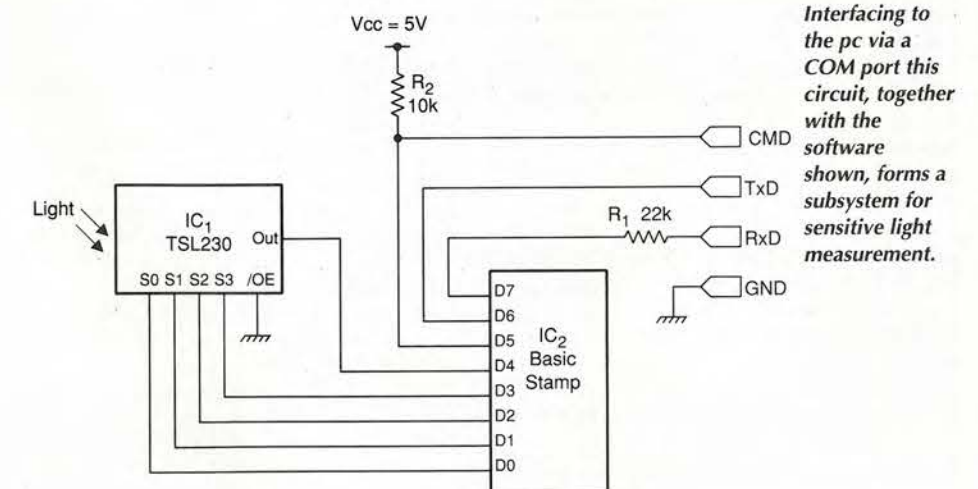 Vcc = 5V
R2
10k
CMD
TxD
R1 22k
RxD
GND
Light
IC1
TSL230
Out
S0 S1 S2 S3 /OE
D7
D6
D5
D4
D3
D2
D1
D0
IC2
Basic
Stamp
Interfacing to
the pc via a
COM port this
circuit, together
with the
software
shown, forms a
subsystem for
sensitive light
measurement.